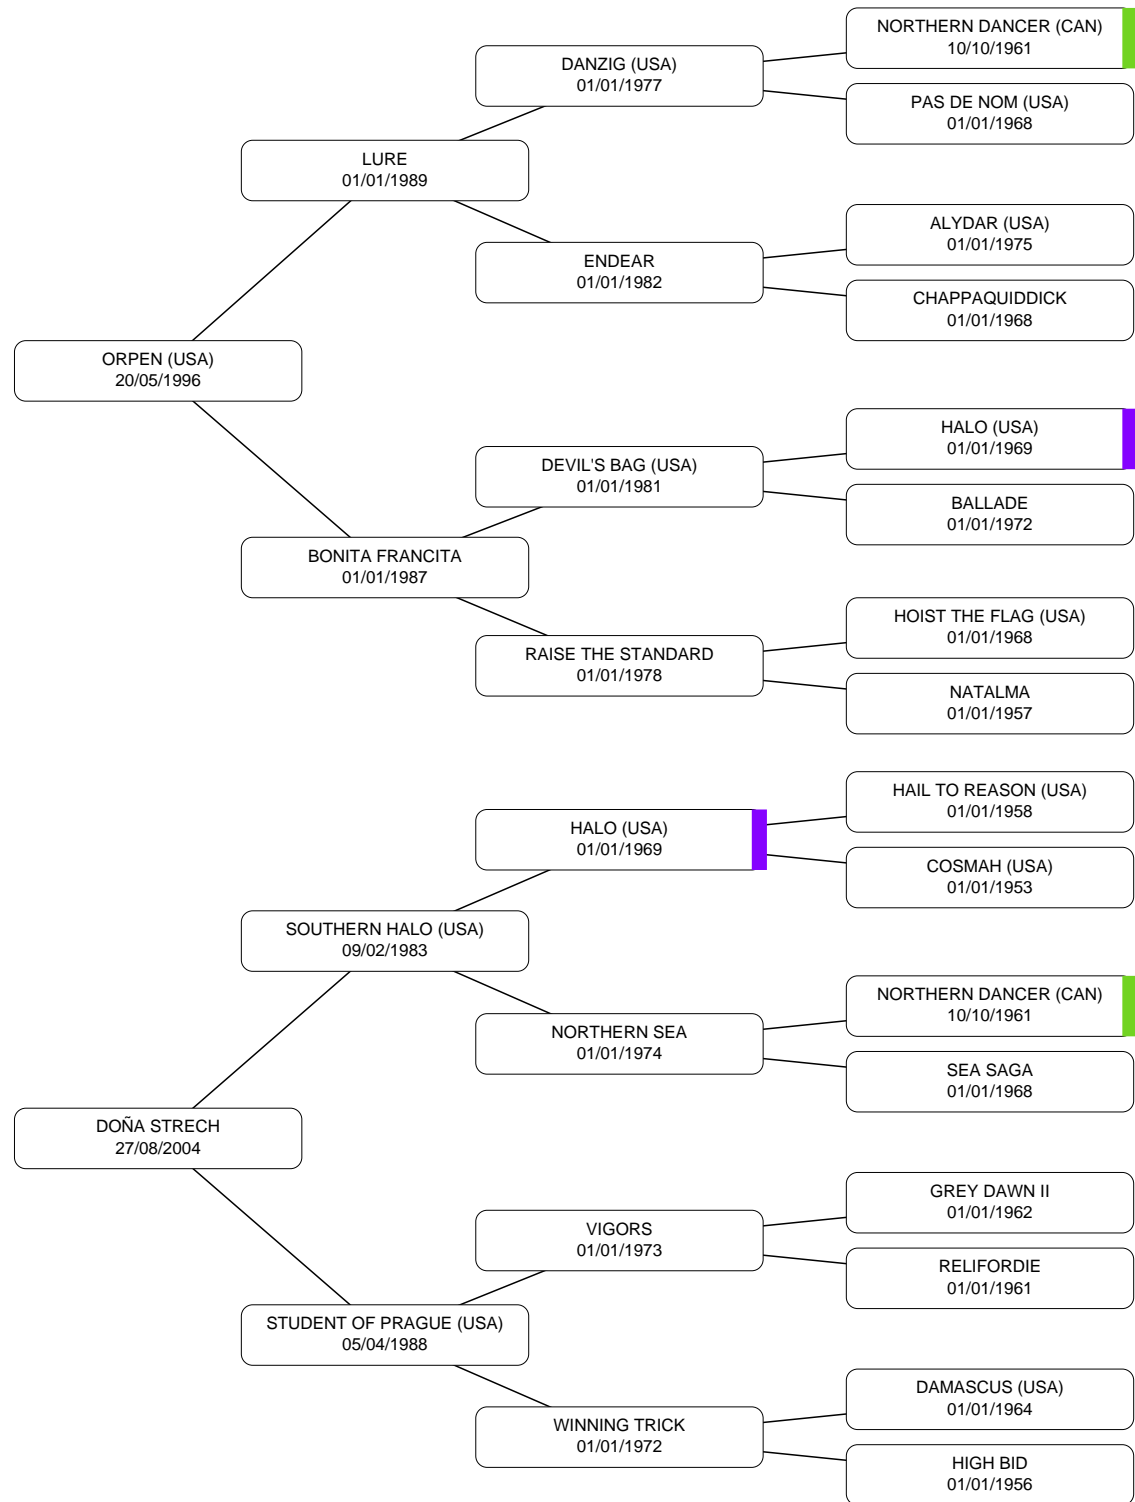 NORTHERN DANCER (CAN)
10/10/1961
DANZIG (USA)
01/01/1977
PAS DE NOM (USA)
01/01/1968
LURE
01/01/1989
ALYDAR (USA)
01/01/1975
ENDEAR
01/01/1982
CHAPPAQUIDDICK
01/01/1968
ORPEN (USA)
20/05/1996
HALO (USA)
01/01/1969
DEVIL'S BAG (USA)
01/01/1981
BALLADE
01/01/1972
BONITA FRANCITA
01/01/1987
HOIST THE FLAG (USA)
01/01/1968
RAISE THE STANDARD
01/01/1978
NATALMA
01/01/1957
HAIL TO REASON (USA)
01/01/1958
HALO (USA)
01/01/1969
COSMAH (USA)
01/01/1953
SOUTHERN HALO (USA)
09/02/1983
NORTHERN DANCER (CAN)
10/10/1961
NORTHERN SEA
01/01/1974
SEA SAGA
01/01/1968
DOÑA STRECH
27/08/2004
GREY DAWN II
01/01/1962
VIGORS
01/01/1973
RELIFORDIE
01/01/1961
STUDENT OF PRAGUE (USA)
05/04/1988
DAMASCUS (USA)
01/01/1964
WINNING TRICK
01/01/1972
HIGH BID
01/01/1956